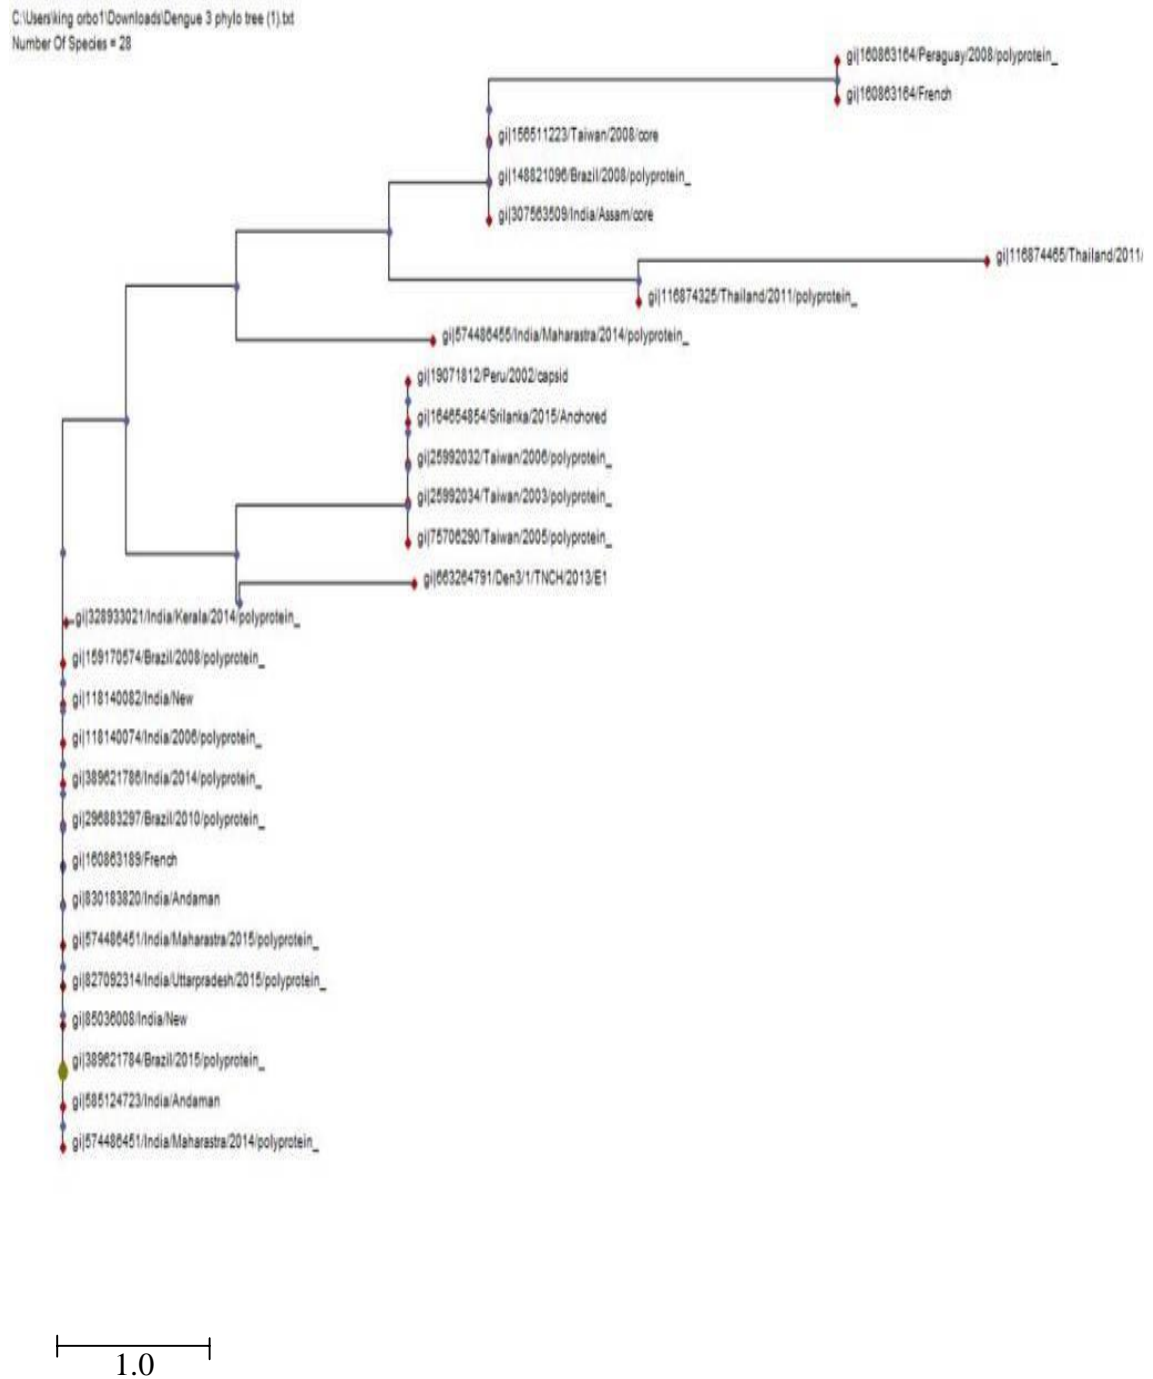 C:\Users\king orbo1\Downloads\Dengue 3 phylo tree (1).txt
Number Of Species = 28
gi|160863164/Peraguay/2008/polyprotein_
gi|160863164/French
gi|156511223/Taiwan/2008/core
gi|148821096/Brazil/2008/polyprotein_
gi|307563509/India/Assam/core
gi|116874465/Thailand/2011/
gi|116874325/Thailand/2011/polyprotein_
gi|574486455/India/Maharastra/2014/polyprotein_
gi|19071812/Peru/2002/capsid
gi|164654854/Srilanka/2015/Anchored
gi|25992032/Taiwan/2006/polyprotein_
gi|25992034/Taiwan/2003/polyprotein_
gi|75706290/Taiwan/2005/polyprotein_
gi|663264791/Den3/1/TNCH/2013/E1
gi|328933021/India/Kerala/2014/polyprotein_
gi|159170574/Brazil/2008/polyprotein_
gi|118140082/India/New
gi|118140074/India/2006/polyprotein_
gi|389621786/India/2014/polyprotein_
gi|296883297/Brazil/2010/polyprotein_
gi|160863189/French
gi|830183820/India/Andaman
gi|574486451/India/Maharastra/2015/polyprotein_
gi|827092314/India/Uttarpradesh/2015/polyprotein_
gi|85036008/India/New
gi|389621784/Brazil/2015/polyprotein_
gi|585124723/India/Andaman
gi|574486451/India/Maharastra/2014/polyprotein_
1.0